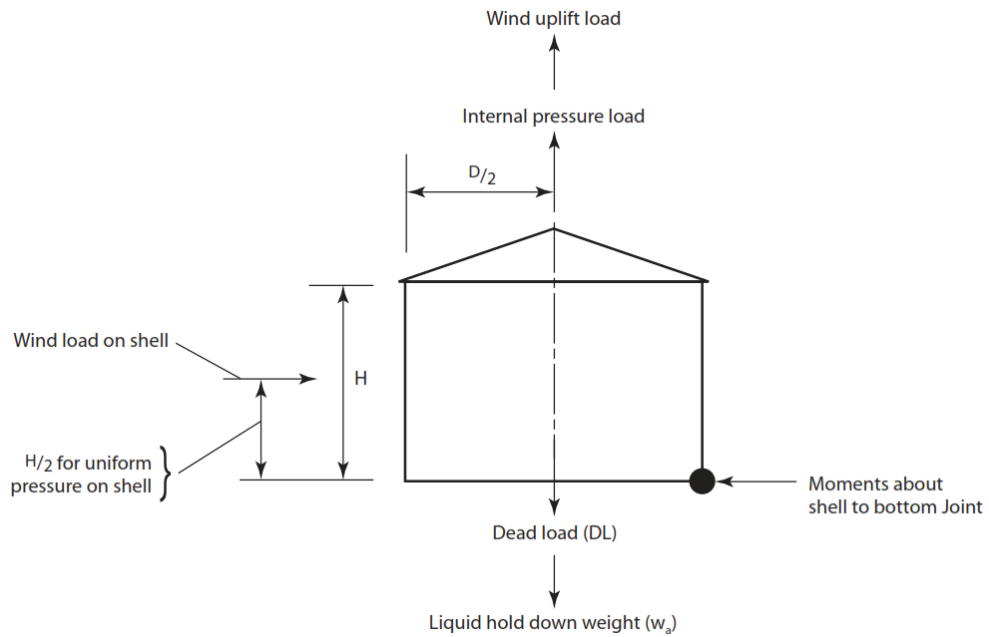 Wind uplift load
Internal pressure load
D/2
Wind load on shell
H
H/2 for uniform
pressure on shell
Moments about
shell to bottom Joint
Dead load (DL)
Liquid hold down weight (wₐ)